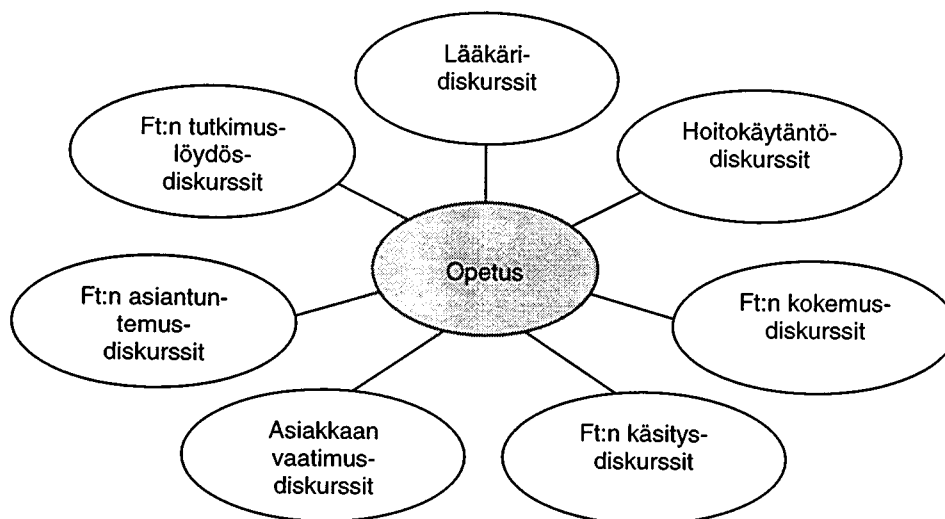 Lääkäri-
diskurssit
Ft:n tutkimus-
löydös-
diskurssit
Hoitokäytäntö-
diskurssit
Opetus
Ft:n asiantun-
temus-
diskurssit
Ft:n kokemus-
diskurssit
Asiakkaan
vaatimus-
diskurssit
Ft:n käsitys-
diskurssit